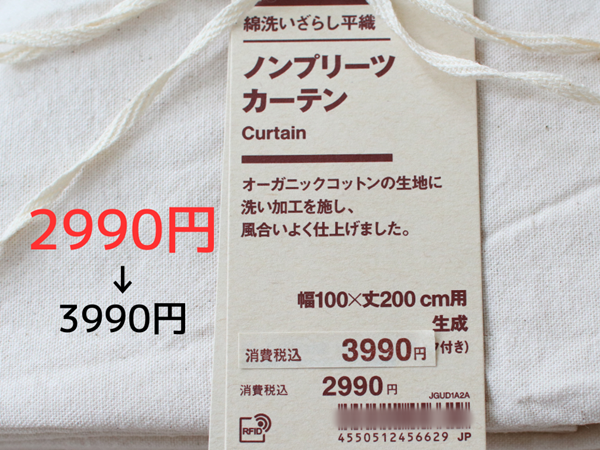 綿洗いざらし平織
ノンプリーツ
カーテン
Curtain
オーガニックコットンの生地に
洗い加工を施し、
風合いよく仕上げました。
2990円
↓
3990円
幅100×丈200 cm用
生成
付き)
消費税込 3990円
消費税込 2990円
JGUD1A2A
RFID
4550512456629 JP